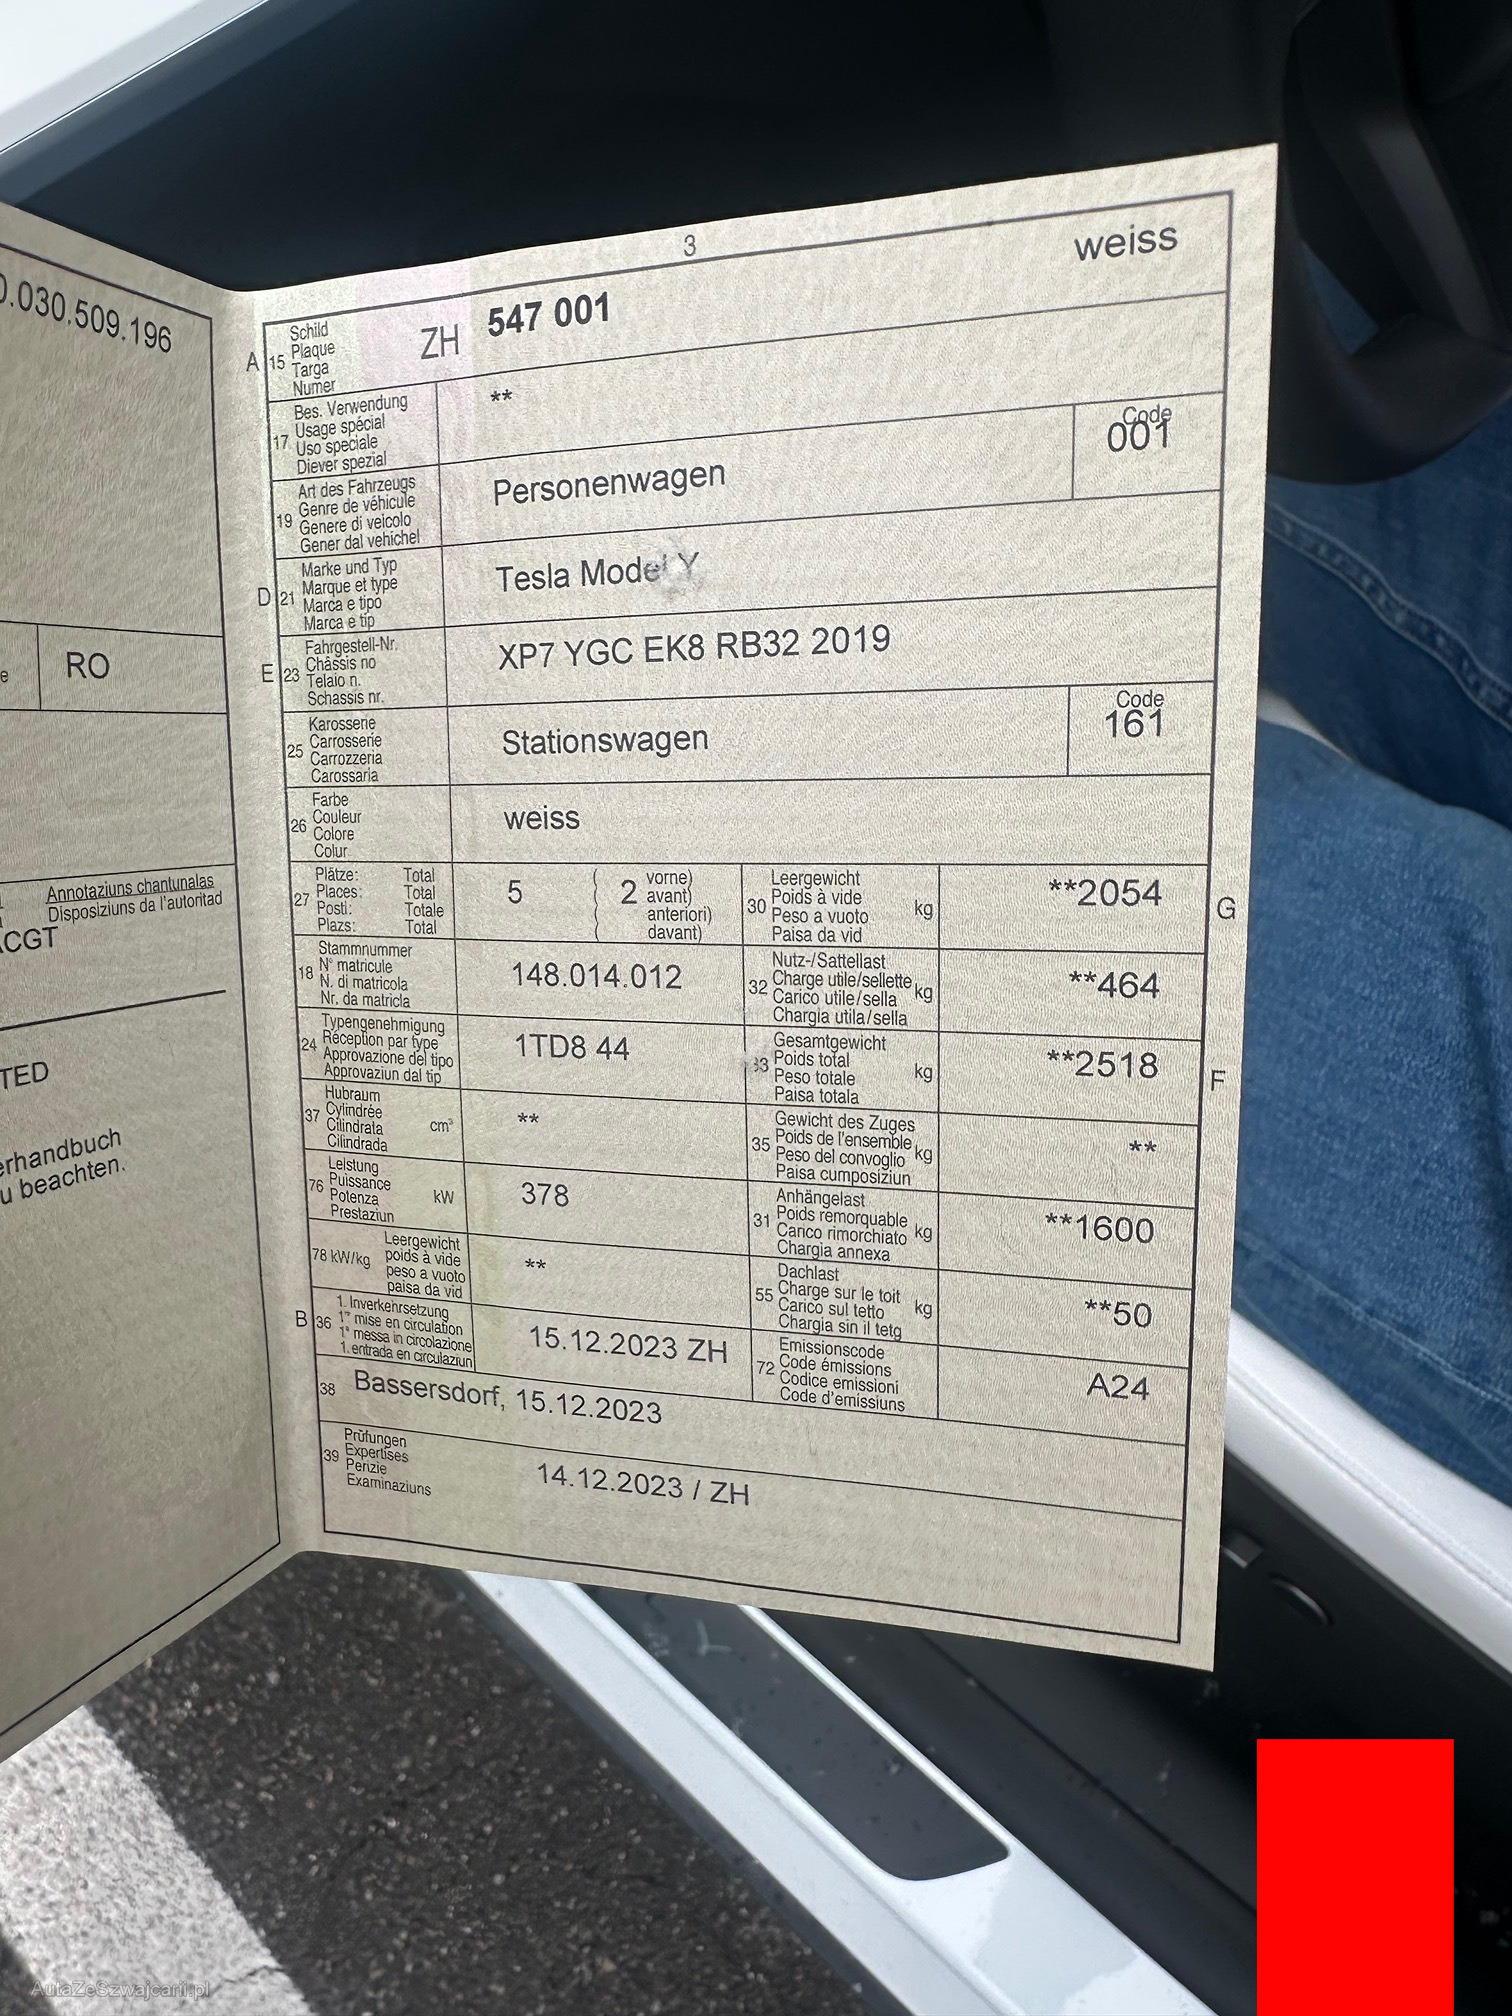 0.030.509.196
RO
e
Annotaziuns chantunalas
Disposiziuns da l'autoritad
CGT
TED
erhandbuch
u beachten.
3
weiss
A 15 Schild
Plaque
Targa
Numer
ZH 547 001
17 Bes. Verwendung
Usage spécial
Uso speciale
Diever spezial
**
19 Art des Fahrzeugs
Genre de véhicule
Genere di veicolo
Gener dal vehichel
Personenwagen
Code
001
D 21 Marke und Typ
Marque et type
Marca e tipo
Marca e tip
Tesla Model Y
E 23 Fahrgestell-Nr.
Châssis no
Telaio n.
Schassis nr.
XP7 YGC EK8 RB32 2019
25 Karosserie
Carrosserie
Carrozzeria
Carossaria
Stationswagen
Code
161
26 Farbe
Couleur
Colore
Colur
weiss
27 Plätze: Total
Places: Total
Posti: Totale
Plazs: Total
5 ( 2 vorne)
( avant)
( anteriori)
( davant)
30 Leergewicht
Poids à vide
Peso a vuoto
Paisa da vid
kg
**2054
G
18 Stammnummer
N° matricule
N. di matricola
Nr. da matricla
148.014.012
32 Nutz-/Sattellast
Charge utile/sellette
Carico utile/sella
Chargia utila/sella
kg
**464
24 Typengenehmigung
Réception par type
Approvazione del tipo
Approvaziun dal tip
1TD8 44
33 Gesamtgewicht
Poids total
Peso totale
Paisa totala
kg
**2518
F
37 Hubraum
Cylindrée
Cilindrata
Cilindrada
cm³
**
35 Gewicht des Zuges
Poids de l'ensemble
Peso del convoglio
Paisa cumposiziun
kg
**
76 Leistung
Puissance
Potenza
Prestaziun
kW
378
31 Anhängelast
Poids remorquable
Carico rimorchiato
Chargia annexa
kg
**1600
78 kW/kg Leergewicht
poids à vide
peso a vuoto
paisa da vid
**
55 Dachlast
Charge sur le toit
Carico sul tetto
Chargia sin il tetg
kg
**50
B 36 1. Inverkehrsetzung
1re mise en circulation
1a messa in circolazione
1. entrada en circulaziun
15.12.2023 ZH
72 Emissionscode
Code émissions
Codice emissioni
Code d'emissiuns
A24
38 Bassersdorf, 15.12.2023
39 Prüfungen
Expertises
Perizie
Examinaziuns
14.12.2023 / ZH
AutaZeSzwajcarii.pl